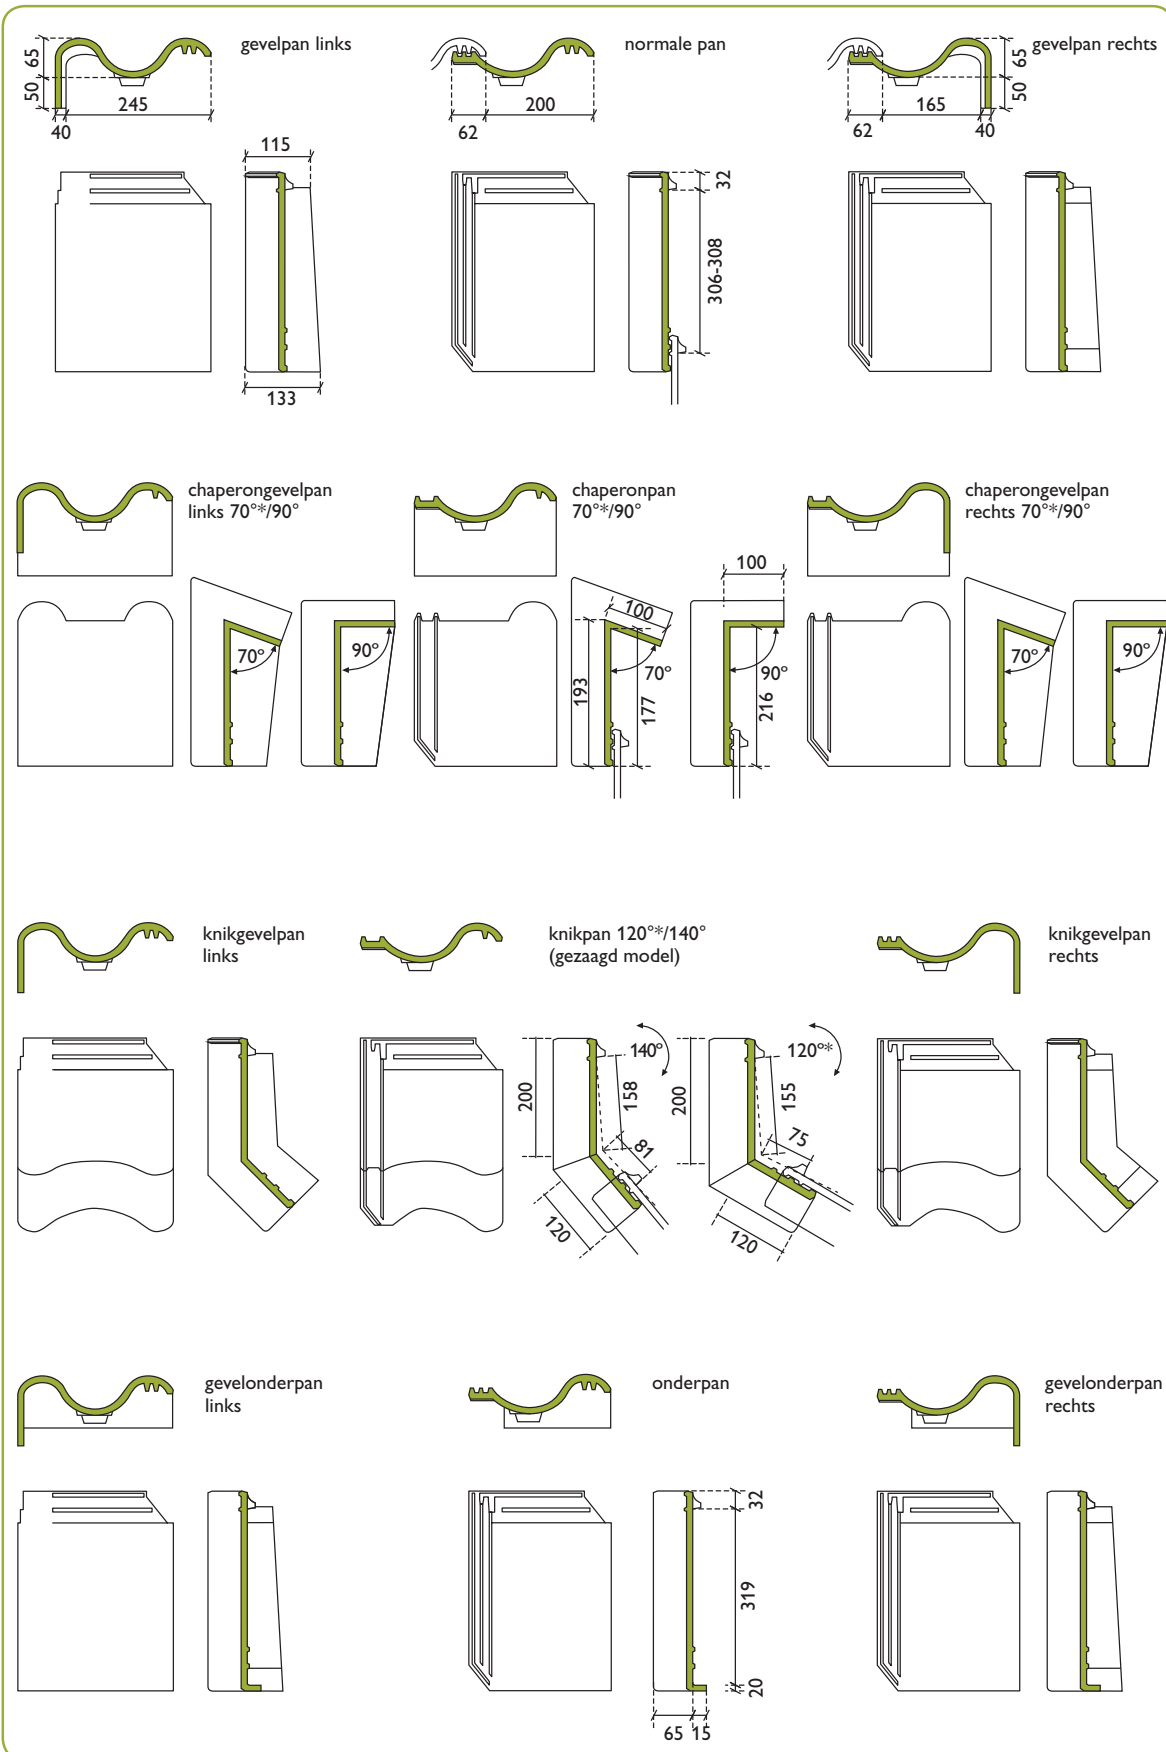 gevelpan links
65
50
245
40
normale pan
200
62
gevelpan rechts
65
50
165
62
40
115
133
32
306-308
chaperongevelpan
links 70°*/90°
chaperonpan
70°*/90°
chaperongevelpan
rechts 70°*/90°
70°
90°
100
70°
193
177
100
90°
216
70°
90°
knikgevelpan
links
knikpan 120°*/140°
(gezaagd model)
knikgevelpan
rechts
200
140°
158
81
120
200
120°*
155
75
120
gevelonderpan
links
onderpan
gevelonderpan
rechts
32
319
20
65
15